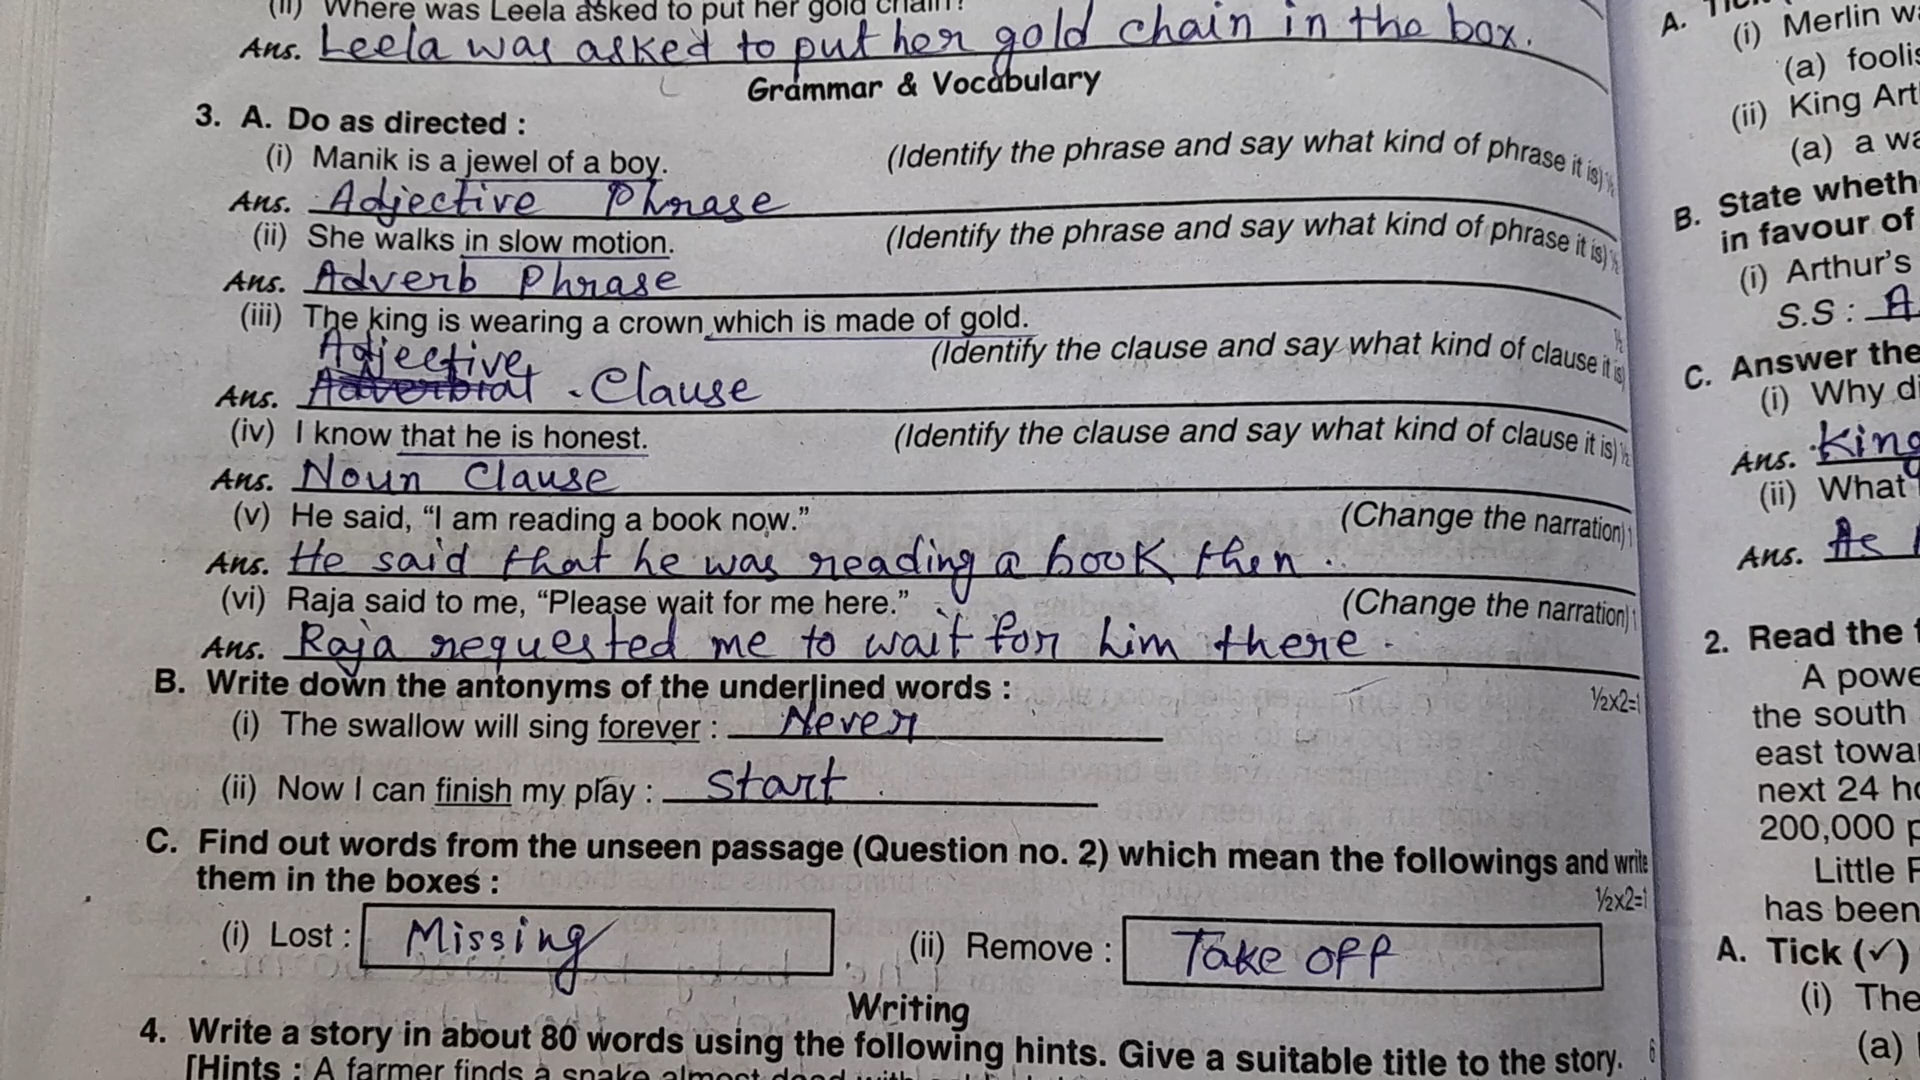 (ii) Where was Leela asked to put her gold chain?
Ans. Leela was asked to put her gold chain in the box.
Grammar & Vocabulary
3. A. Do as directed :
(i) Manik is a jewel of a boy. (Identify the phrase and say what kind of phrase it is) ½
Ans. Adjective Phrase
(ii) She walks in slow motion. (Identify the phrase and say what kind of phrase it is) ½
Ans. Adverb Phrase
(iii) The king is wearing a crown which is made of gold. ½
(Identify the clause and say what kind of clause it is)
Adjective
Ans. Adverbial - Clause
(iv) I know that he is honest. (Identify the clause and say what kind of clause it is) ½
Ans. Noun Clause
(v) He said, “I am reading a book now.” (Change the narration) 1
Ans. He said that he was reading a book then.
(vi) Raja said to me, “Please wait for me here.” (Change the narration) 1
Ans. Raja requested me to wait for him there.
B. Write down the antonyms of the underlined words : ½x2=1
(i) The swallow will sing forever : Never
(ii) Now I can finish my play : Start
C. Find out words from the unseen passage (Question no. 2) which mean the followings and write
them in the boxes : ½x2=1
(i) Lost : Missing (ii) Remove : Take off
Writing
4. Write a story in about 80 words using the following hints. Give a suitable title to the story. 6
[Hints : A farmer finds a snake almost dead with
A.
(i) Merlin
(a)
(ii) King
(a) a
B. State
in favour of
(i) Arthur's
S.S : A
C. Answer the
(i) Why
Ans. King
(ii) What
Ans. As
2. Read the
A
the south
east
next 24
200,000
Little
has been
A. Tick (✓)
(i) The
(a)